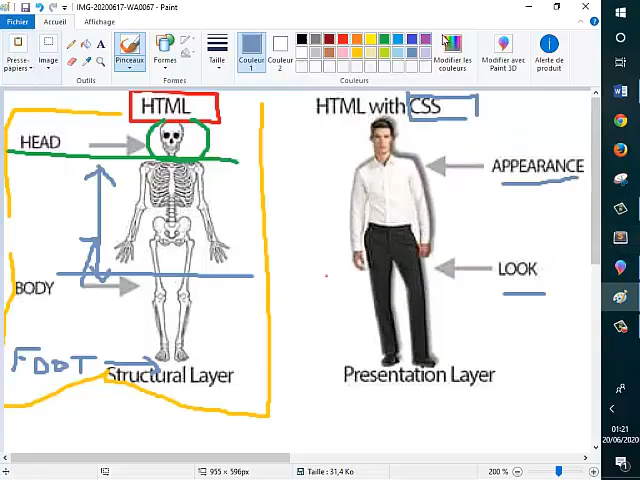 IMG-20200617-WA0067 - Paint
Fichier Accueil Affichage
Presse-papiers Image Pinceaux Formes Taille Couleur 1 Couleur 2 Modifier les couleurs Modifier avec Paint 3D Alerte de produit
Outils Formes Couleurs
HTML
HTML with CSS
HEAD
APPEARANCE
LOOK
BODY
FOOT
Structural Layer
Presentation Layer
955 × 596px
Taille : 31,4 Ko
200 %
01:21
20/06/2020